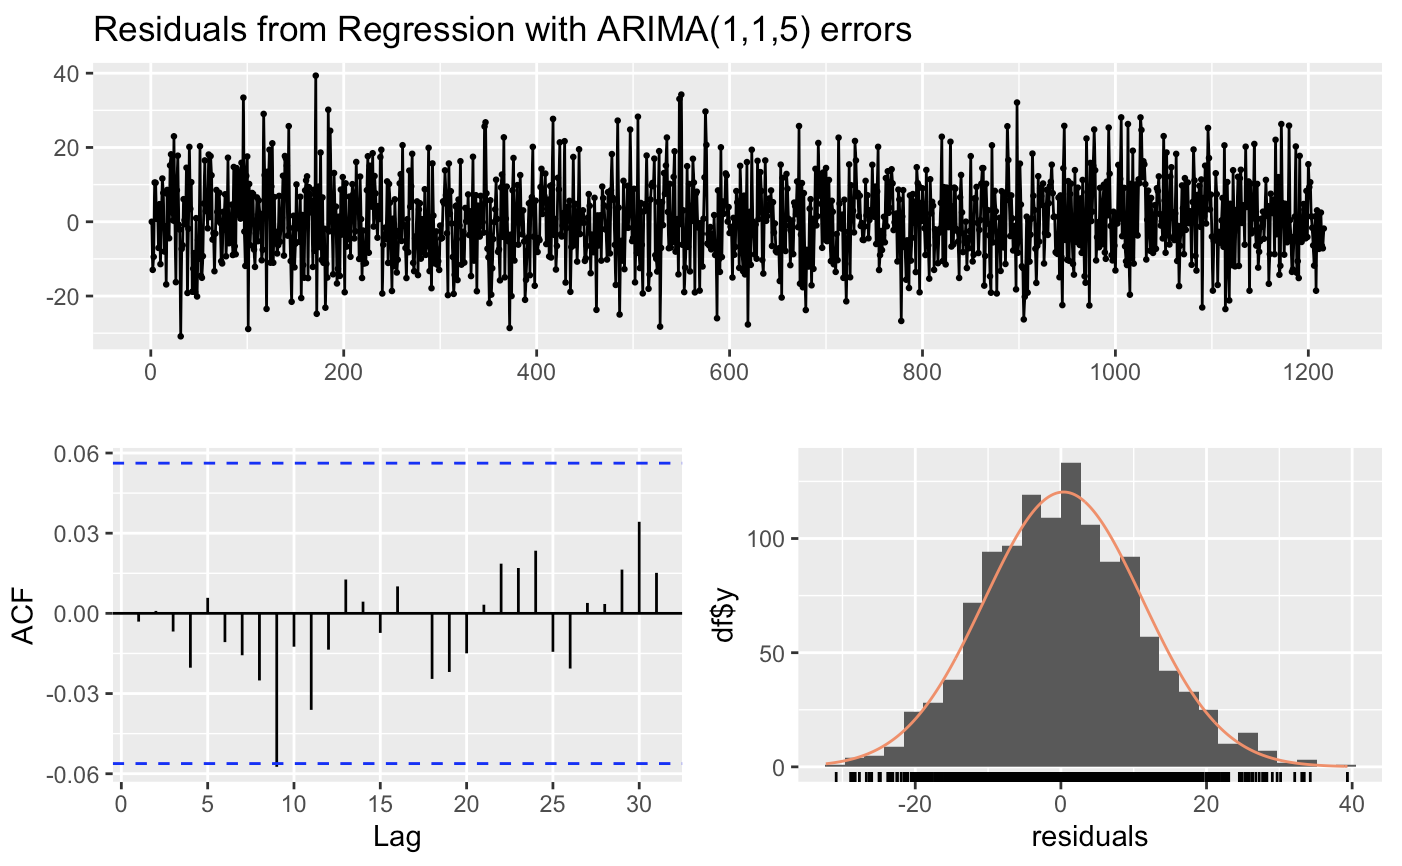 Residuals from Regression with ARIMA(1,1,5) errors
40
20
0
-20
0 200 400 600 800 1000 1200
0.06
0.03
0.00
-0.03
-0.06
ACF
0 5 10 15 20 25 30
Lag
100
50
0
df$y
-20 0 20 40
residuals